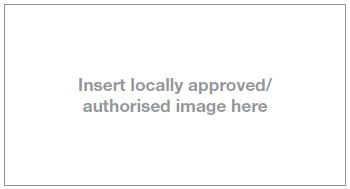 Insert locally approved/
authorised image here